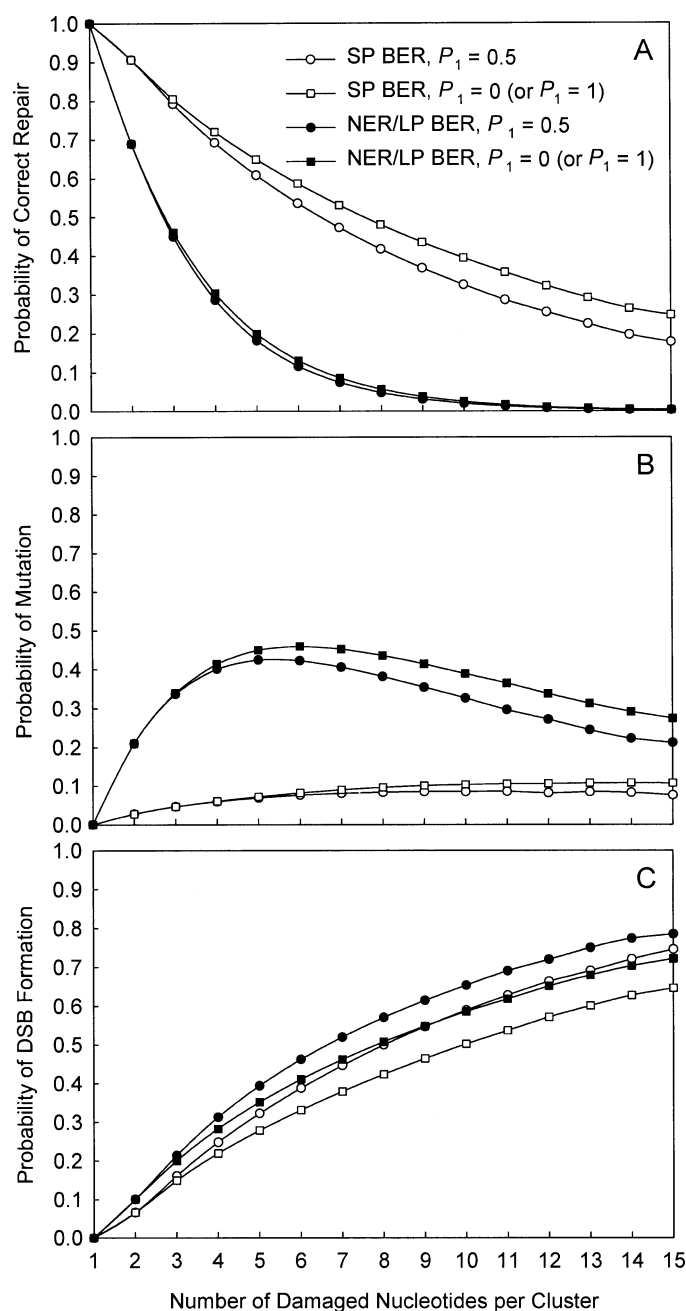 A
SP BER, P1 = 0.5
SP BER, P1 = 0 (or P1 = 1)
NER/LP BER, P1 = 0.5
NER/LP BER, P1 = 0 (or P1 = 1)
Probability of Correct Repair
1.0
0.9
0.8
0.7
0.6
0.5
0.4
0.3
0.2
0.1
0.0
B
Probability of Mutation
1.0
0.9
0.8
0.7
0.6
0.5
0.4
0.3
0.2
0.1
0.0
C
Probability of DSB Formation
1.0
0.9
0.8
0.7
0.6
0.5
0.4
0.3
0.2
0.1
0.0
1 2 3 4 5 6 7 8 9 10 11 12 13 14 15
Number of Damaged Nucleotides per Cluster